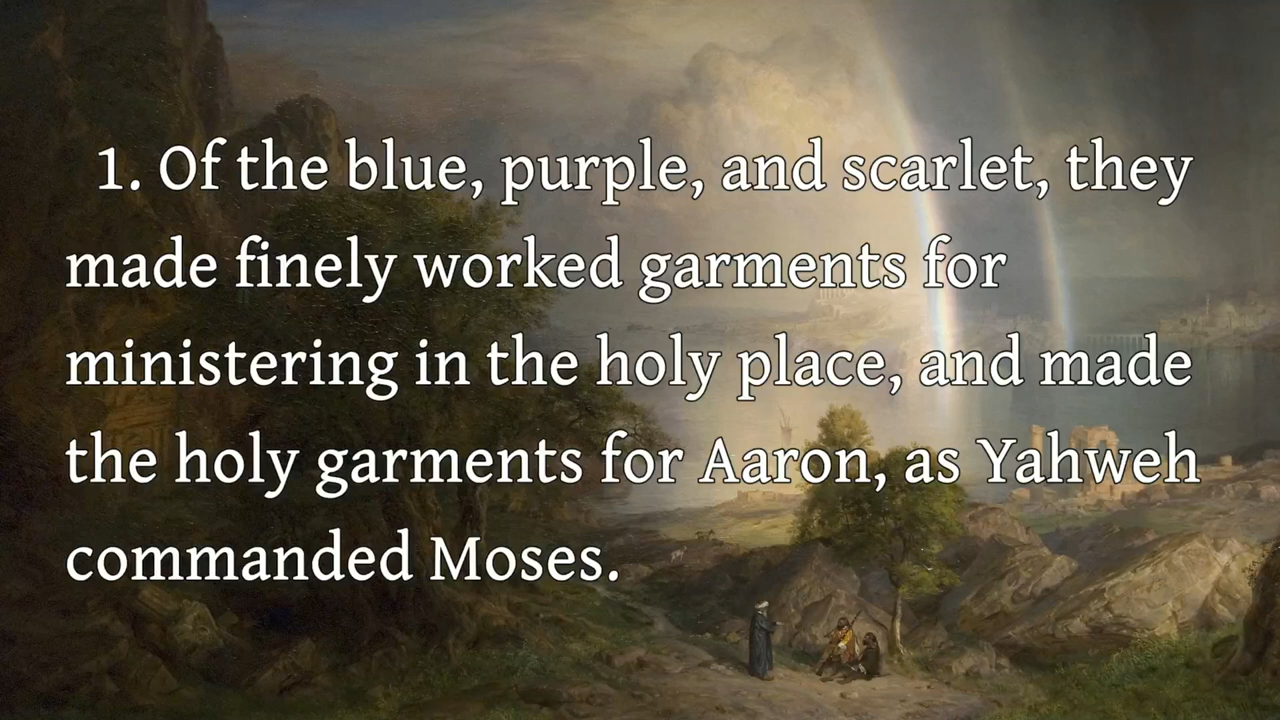 1. Of the blue, purple, and scarlet, they
made finely worked garments for
ministering in the holy place, and made
the holy garments for Aaron, as Yahweh
commanded Moses.